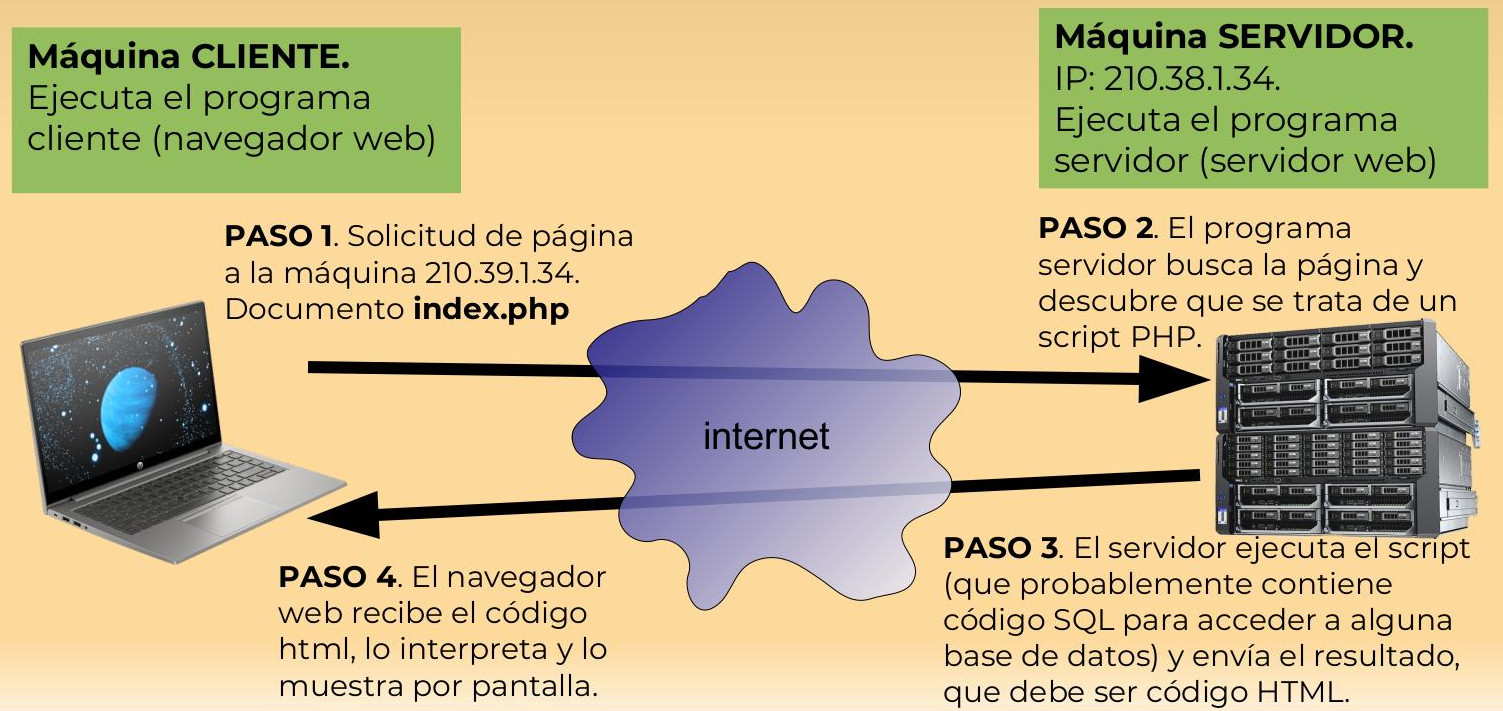 Máquina CLIENTE.
Ejecuta el programa
cliente (navegador web)
Máquina SERVIDOR.
IP: 210.38.1.34.
Ejecuta el programa
servidor (servidor web)
PASO 1. Solicitud de página
a la máquina 210.39.1.34.
Documento index.php
PASO 2. El programa
servidor busca la página y
descubre que se trata de un
script PHP.
internet
PASO 3. El servidor ejecuta el script
(que probablemente contiene
código SQL para acceder a alguna
base de datos) y envía el resultado,
que debe ser código HTML.
PASO 4. El navegador
web recibe el código
html, lo interpreta y lo
muestra por pantalla.